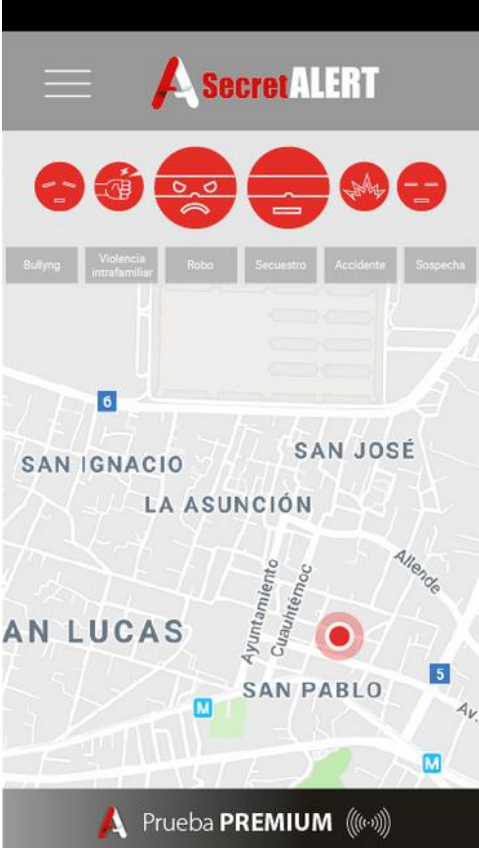 SecretALERT
Bullyng
Violencia
intrafamiliar
Robo
Secuestro
Accidente
Sospecha
6
SAN IGNACIO
SAN JOSÉ
LA ASUNCIÓN
Allende
Ayuntamiento
Cuauhtémoc
AN LUCAS
5
SAN PABLO
M
Av.
M
Prueba PREMIUM